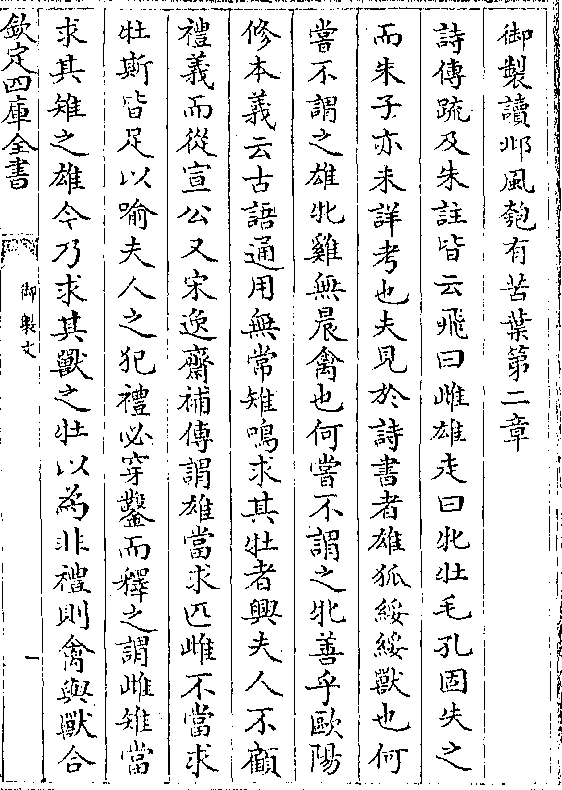 御製讀邶風匏有苦葉第二章
詩傳疏及朱註皆云飛曰雌雄走曰牝牡毛孔固失之
而朱子亦未詳考也夫見於詩書者雄狐綏綏獸也何
嘗不謂之雄牝雞無晨禽也何嘗不謂之牝善乎歐陽
修本義云古語通用無常雉鳴求其牡者興夫人不顧
禮義而從宣公又宋逸齋補傳謂雄當求匹雌不當求
牡斯皆足以喻夫人之犯禮必穿鑿而釋之謂雌雉當
求其雉之雄今乃求其獸之牡以為非禮則禽與獸合
欽定四庫全書
御製文
一